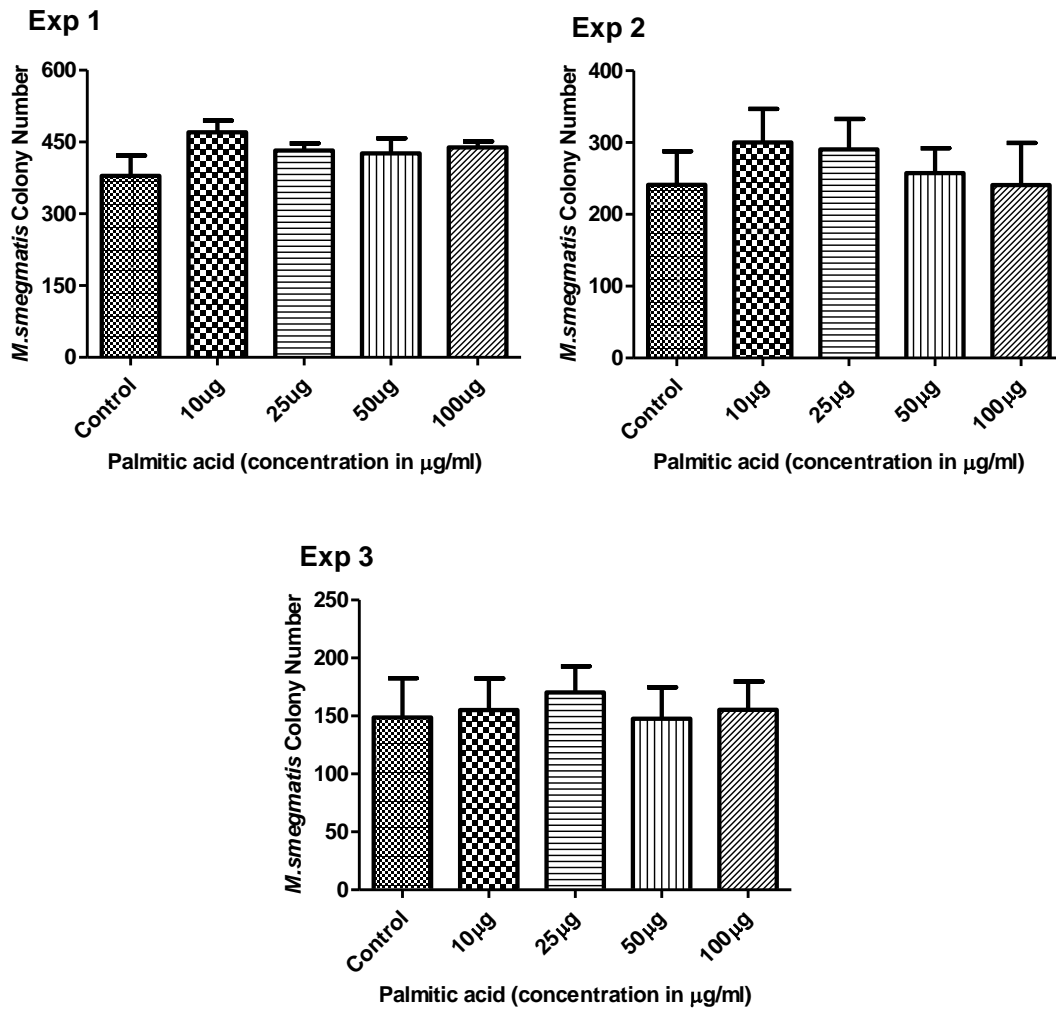 Exp 1
M.smegmatis Colony Number
600
450
300
150
0
Control
10ug
25ug
50ug
100ug
Palmitic acid (concentration in µg/ml)
Exp 2
M.smegmatis Colony Number
400
300
200
100
0
Control
10µg
25µg
50µg
100µg
Palmitic acid (concentration in µg/ml)
Exp 3
M.smegmatis Colony Number
250
200
150
100
50
0
Control
10µg
25µg
50µg
100µg
Palmitic acid (concentration in µg/ml)